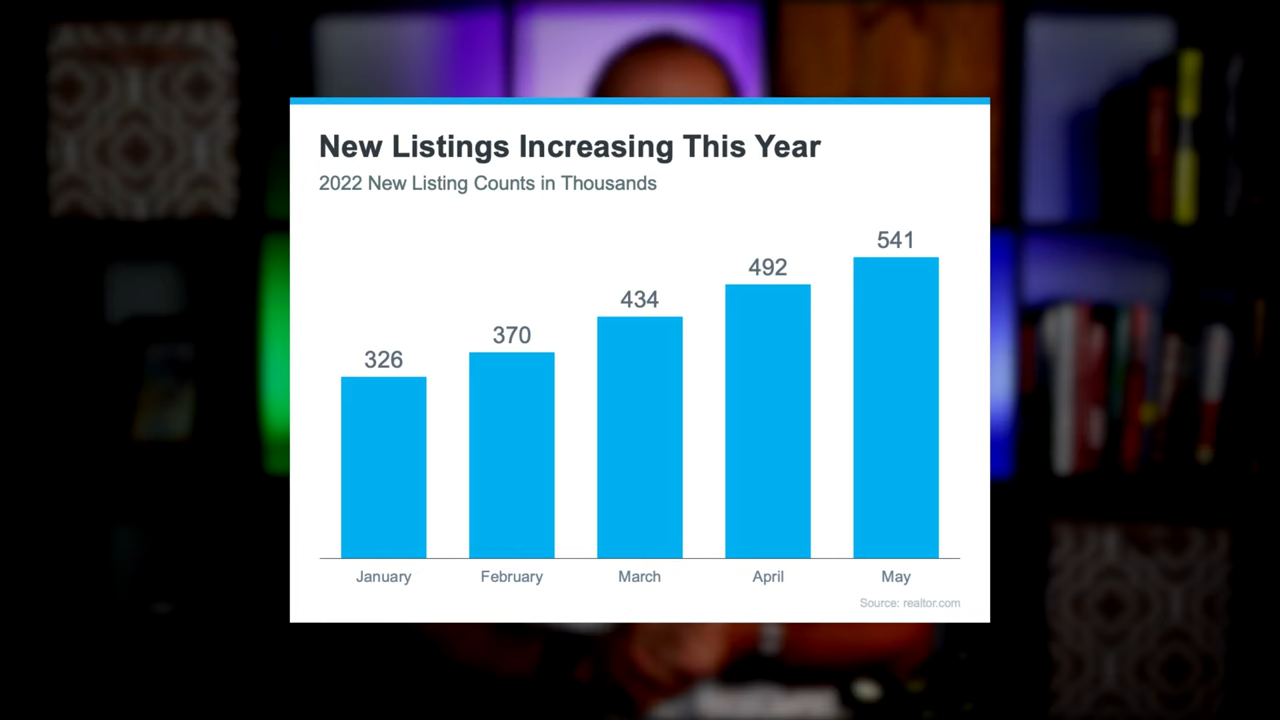 New Listings Increasing This Year
2022 New Listing Counts in Thousands
326
370
434
492
541
January
February
March
April
May
Source: realtor.com